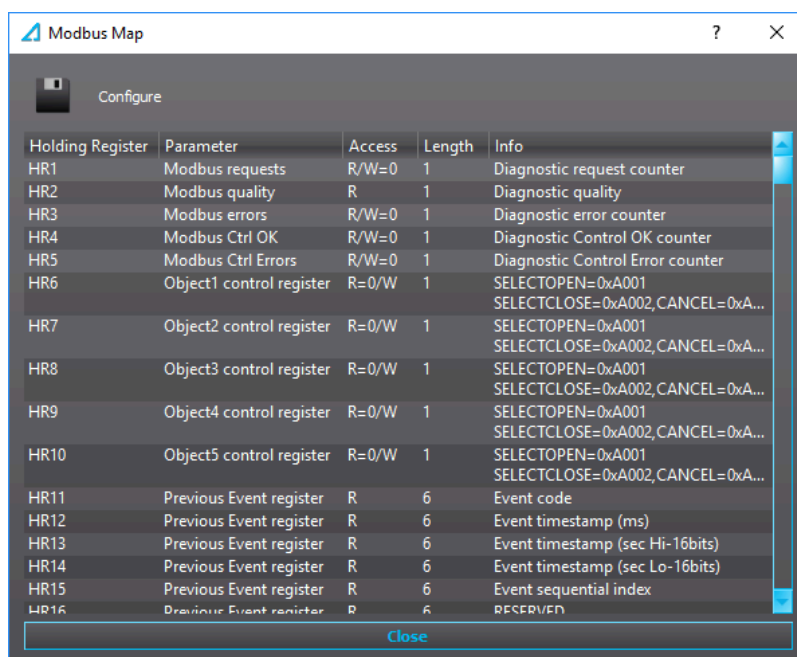 Modbus Map
?
Configure
Holding Register Parameter Access Length Info
HR1 Modbus requests R/W=0 1 Diagnostic request counter
HR2 Modbus quality R 1 Diagnostic quality
HR3 Modbus errors R/W=0 1 Diagnostic error counter
HR4 Modbus Ctrl OK R/W=0 1 Diagnostic Control OK counter
HR5 Modbus Ctrl Errors R/W=0 1 Diagnostic Control Error counter
HR6 Object1 control register R=0/W 1 SELECTOPEN=0xA001
SELECTCLOSE=0xA002,CANCEL=0xA...
HR7 Object2 control register R=0/W 1 SELECTOPEN=0xA001
SELECTCLOSE=0xA002,CANCEL=0xA...
HR8 Object3 control register R=0/W 1 SELECTOPEN=0xA001
SELECTCLOSE=0xA002,CANCEL=0xA...
HR9 Object4 control register R=0/W 1 SELECTOPEN=0xA001
SELECTCLOSE=0xA002,CANCEL=0xA...
HR10 Object5 control register R=0/W 1 SELECTOPEN=0xA001
SELECTCLOSE=0xA002,CANCEL=0xA...
HR11 Previous Event register R 6 Event code
HR12 Previous Event register R 6 Event timestamp (ms)
HR13 Previous Event register R 6 Event timestamp (sec Hi-16bits)
HR14 Previous Event register R 6 Event timestamp (sec Lo-16bits)
HR15 Previous Event register R 6 Event sequential index
HR16 Previous Event register R 6 RESERVED
Close